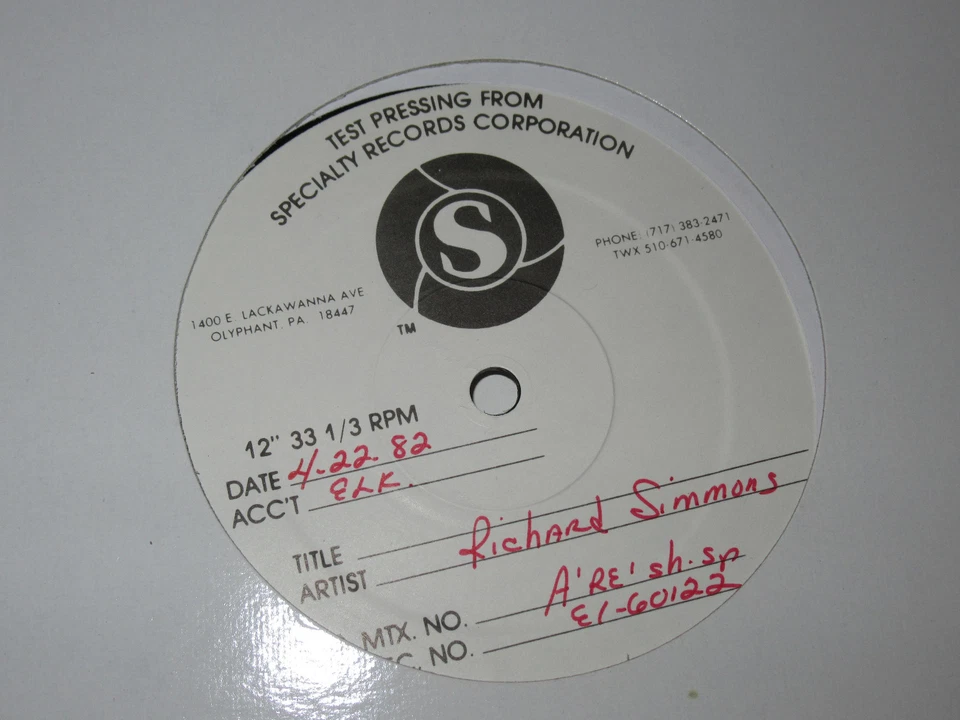 TEST PRESSING FROM
SPECIALTY RECORDS CORPORATION
S
TM
PHONE: (717) 383-2471
TWX 510-671-4580
1400 E. LACKAWANNA AVE
OLYPHANT, PA. 18447
12" 33 1/3 RPM
DATE 4.22.82
ACC'T ELK.
TITLE
ARTIST Richard Simmons
MTX. NO. A' RE' sh. sp
C. NO. E1-60122